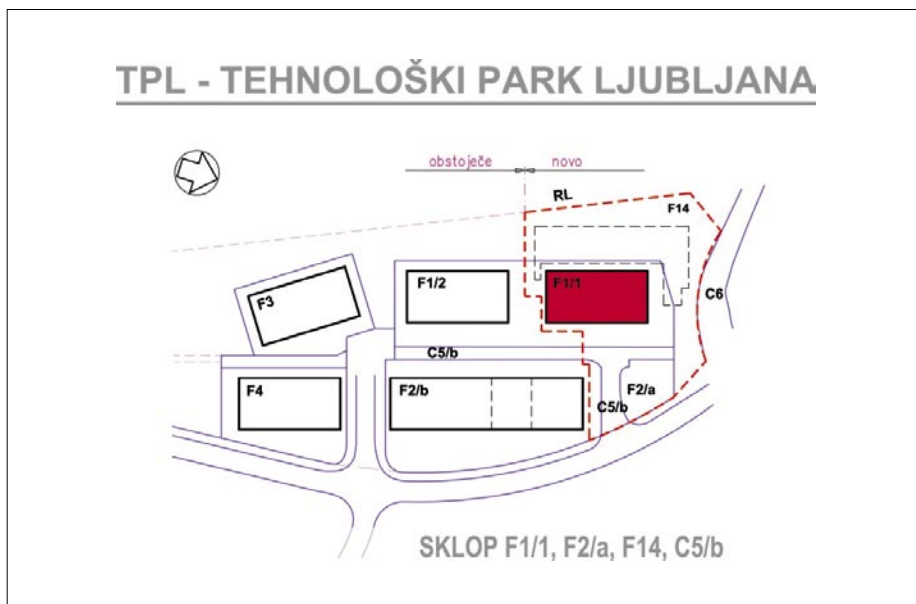 TPL - TEHNOLOŠKI PARK LJUBLJANA
obstoječe novo
RL
F14
F3
F1/2
F1/1
C6
C5/b
F4
F2/b
F2/a
C5/b
SKLOP F1/1, F2/a, F14, C5/b